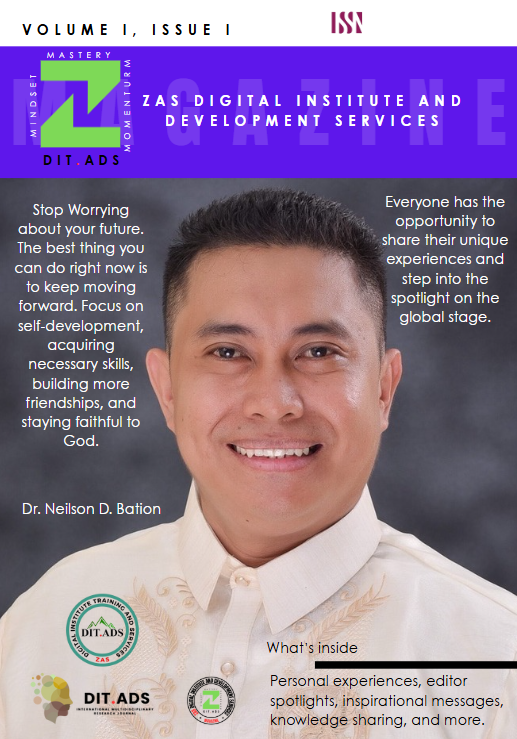 VOLUME I, ISSUE I
ISSN
MAGAZINE
MASTERY
MINDSET
MOMENTURM
DIT.ADS
ZAS DIGITAL INSTITUTE AND
DEVELOPMENT SERVICES
Stop Worrying
about your future.
The best thing you
can do right now is
to keep moving
forward. Focus on
self-development,
acquiring
necessary skills,
building more
friendships, and
staying faithful to
God.
Everyone has the
opportunity to
share their unique
experiences and
step into the
spotlight on the
global stage.
Dr. Neilson D. Bation
DIGITAL INSTITUTE TRAINING AND
SERVICES
DIT.ADS
ZAS
DIT.ADS
INTERNATIONAL MULTIDISCIPLINARY
RESEARCH JOURNAL
DIT.ADS
What's inside
Personal experiences, editor
spotlights, inspirational messages,
knowledge sharing, and more.